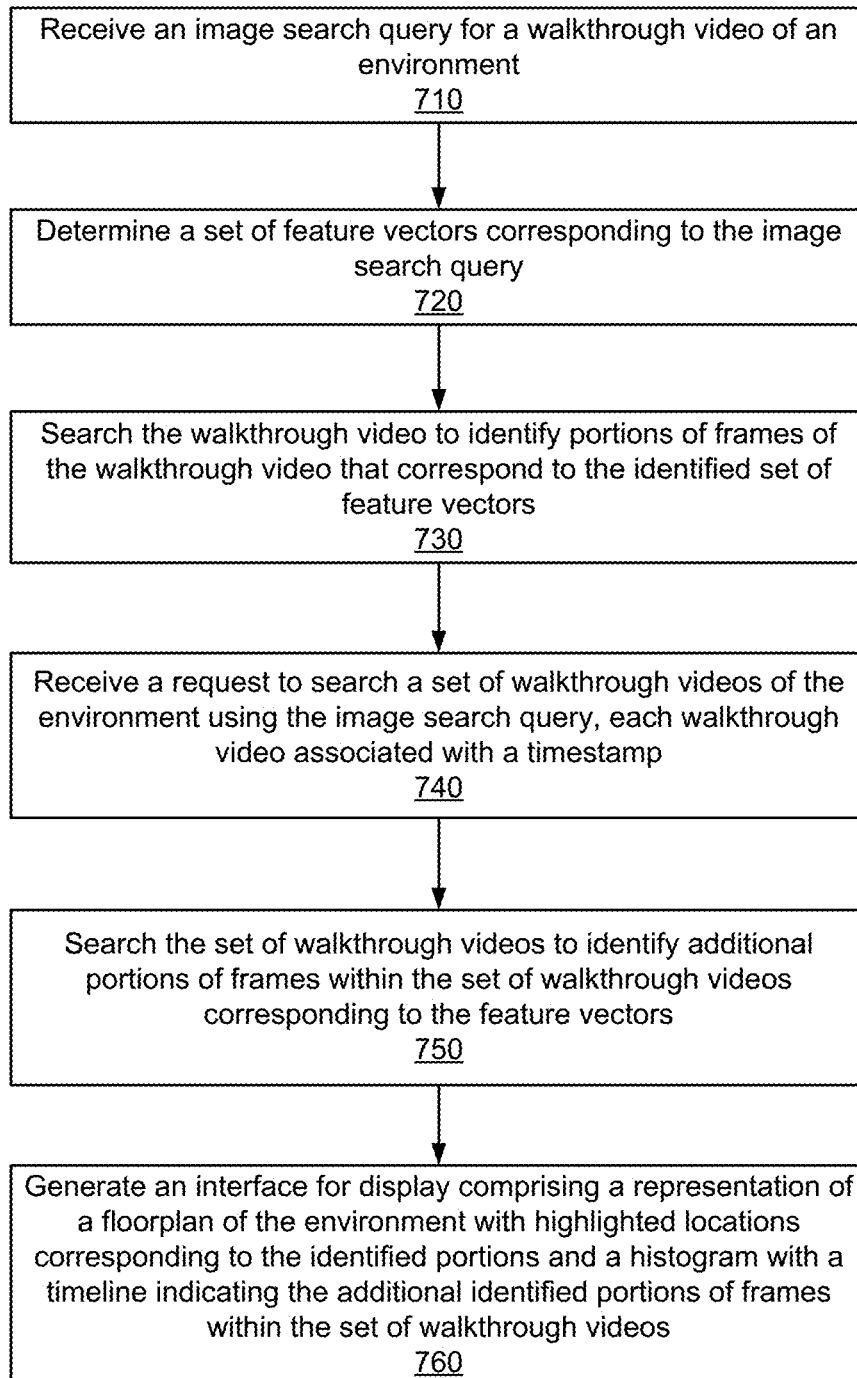 Receive an image search query for a walkthrough video of an
environment
710
Determine a set of feature vectors corresponding to the image
search query
720
Search the walkthrough video to identify portions of frames of
the walkthrough video that correspond to the identified set of
feature vectors
730
Receive a request to search a set of walkthrough videos of the
environment using the image search query, each walkthrough
video associated with a timestamp
740
Search the set of walkthrough videos to identify additional
portions of frames within the set of walkthrough videos
corresponding to the feature vectors
750
Generate an interface for display comprising a representation of
a floorplan of the environment with highlighted locations
corresponding to the identified portions and a histogram with a
timeline indicating the additional identified portions of frames
within the set of walkthrough videos
760